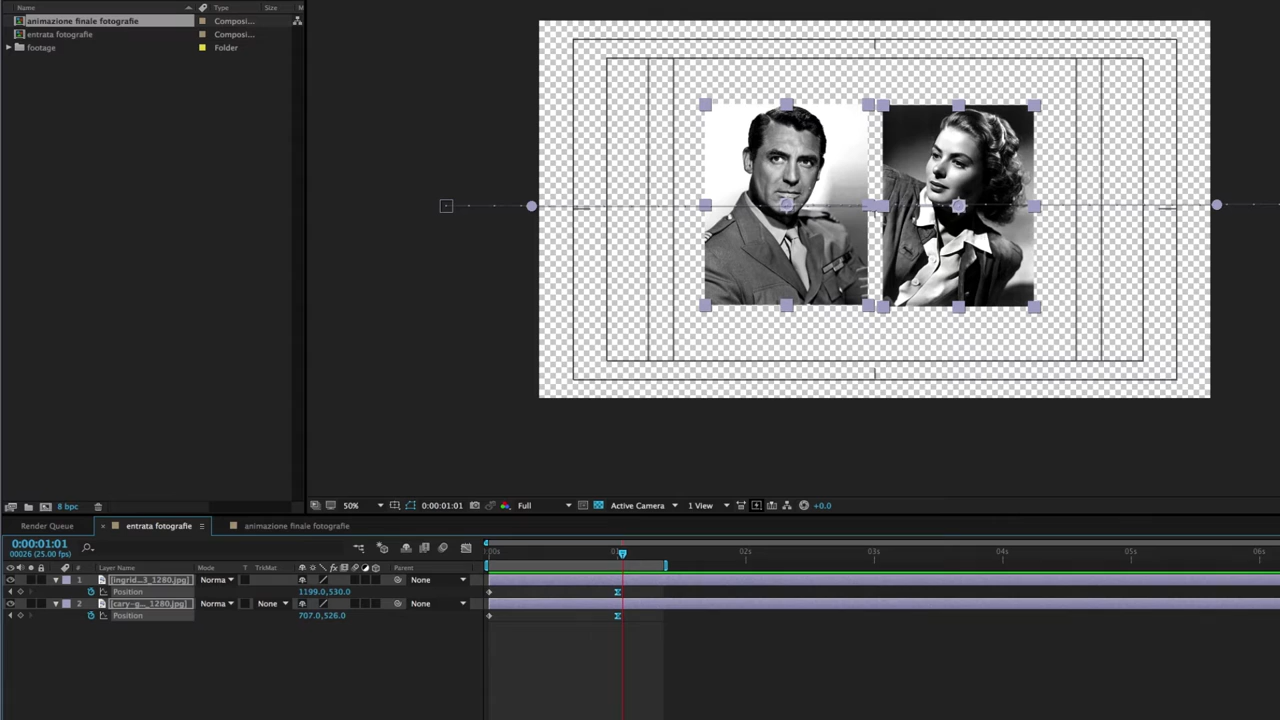 Name Type Size M
animazione finale fotografie Composi...
entrata fotografie Composi...
footage Folder
8 bpc
50% 0:00:01:01 Full Active Camera 1 View +0.0
Render Queue × entrata fotografie animazione finale fotografie
0:00:01:01
00026 (25.00 fps)
:00s 01 02s 03s 04s 05s 06s
# Layer Name Mode T TrkMat Parent
1 [ingrid...3_1280.jpg] Norma None
Position 1199.0,530.0
2 [cary-g..._1280.jpg] Norma None None
Position 707.0,526.0